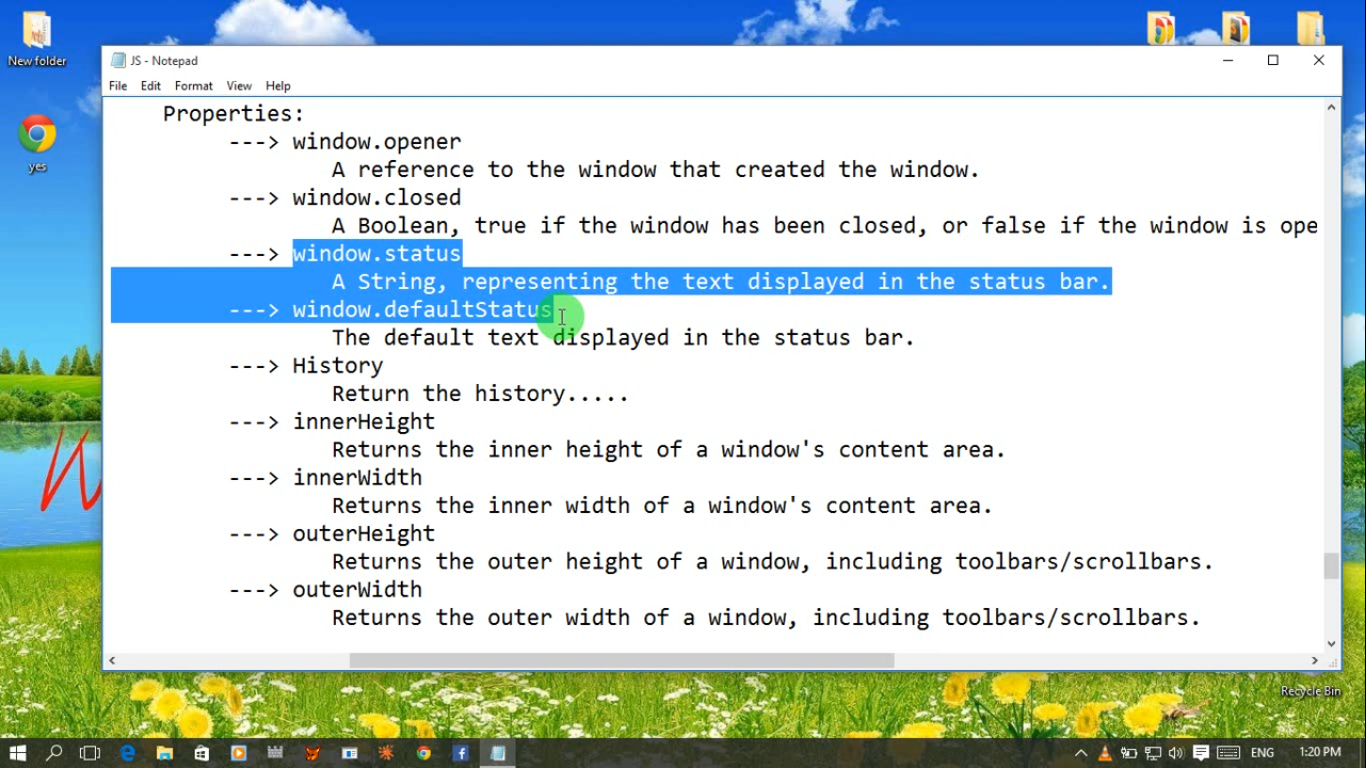 New folder
yes
JS - Notepad
File Edit Format View Help
Properties:
---> window.opener
A reference to the window that created the window.
---> window.closed
A Boolean, true if the window has been closed, or false if the window is ope
---> window.status
A String, representing the text displayed in the status bar.
---> window.defaultStatus
The default text displayed in the status bar.
---> History
Return the history.....
---> innerHeight
Returns the inner height of a window's content area.
---> innerWidth
Returns the inner width of a window's content area.
---> outerHeight
Returns the outer height of a window, including toolbars/scrollbars.
---> outerWidth
Returns the outer width of a window, including toolbars/scrollbars.
Recycle Bin
ENG 1:20 PM